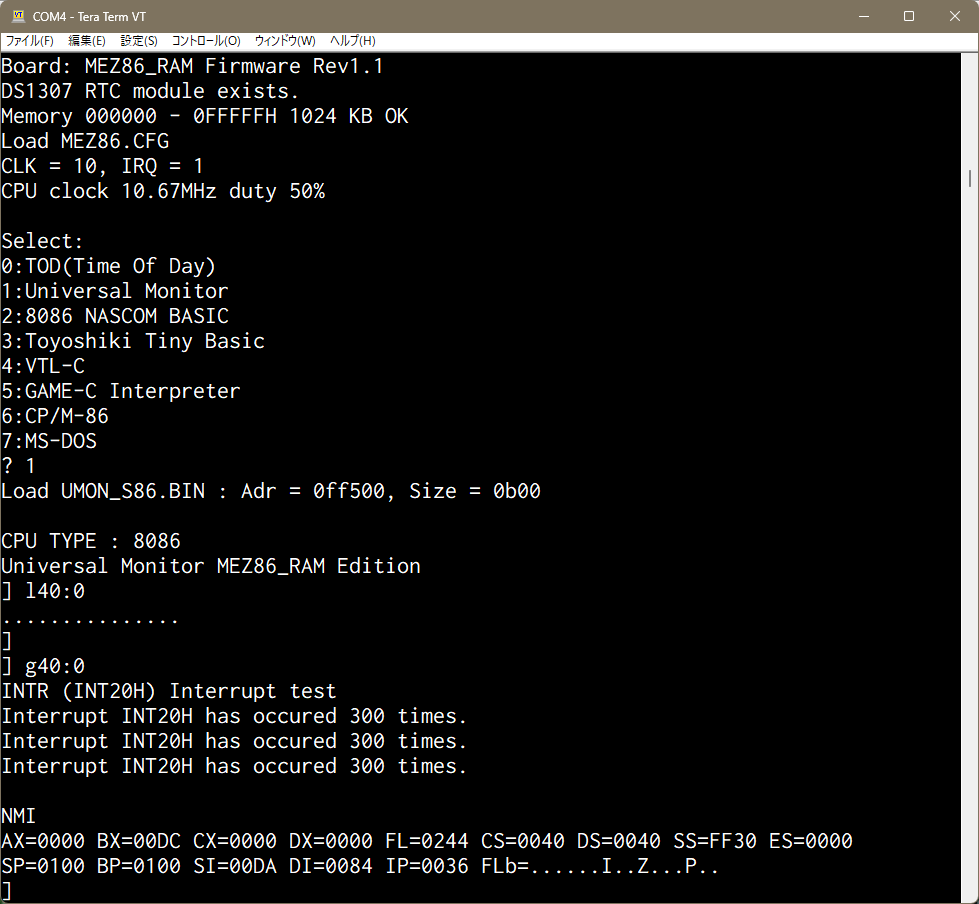 COM4 - Tera Term VT
ファイル(F) 編集(E) 設定(S) コントロール(O) ウィンドウ(W) ヘルプ(H)
Board: MEZ86_RAM Firmware Rev1.1
DS1307 RTC module exists.
Memory 000000 - 0FFFFFH 1024 KB OK
Load MEZ86.CFG
CLK = 10, IRQ = 1
CPU clock 10.67MHz duty 50%
Select:
0:TOD(Time Of Day)
1:Universal Monitor
2:8086 NASCOM BASIC
3:Toyoshiki Tiny Basic
4:VTL-C
5:GAME-C Interpreter
6:CP/M-86
7:MS-DOS
? 1
Load UMON_S86.BIN : Adr = 0ff500, Size = 0b00
CPU TYPE : 8086
Universal Monitor MEZ86_RAM Edition
] l40:0
...............
]
] g40:0
INTR (INT20H) Interrupt test
Interrupt INT20H has occured 300 times.
Interrupt INT20H has occured 300 times.
Interrupt INT20H has occured 300 times.
NMI
AX=0000 BX=00DC CX=0000 DX=0000 FL=0244 CS=0040 DS=0040 SS=FF30 ES=0000
SP=0100 BP=0100 SI=00DA DI=0084 IP=0036 FLb=......I..Z...P..
]